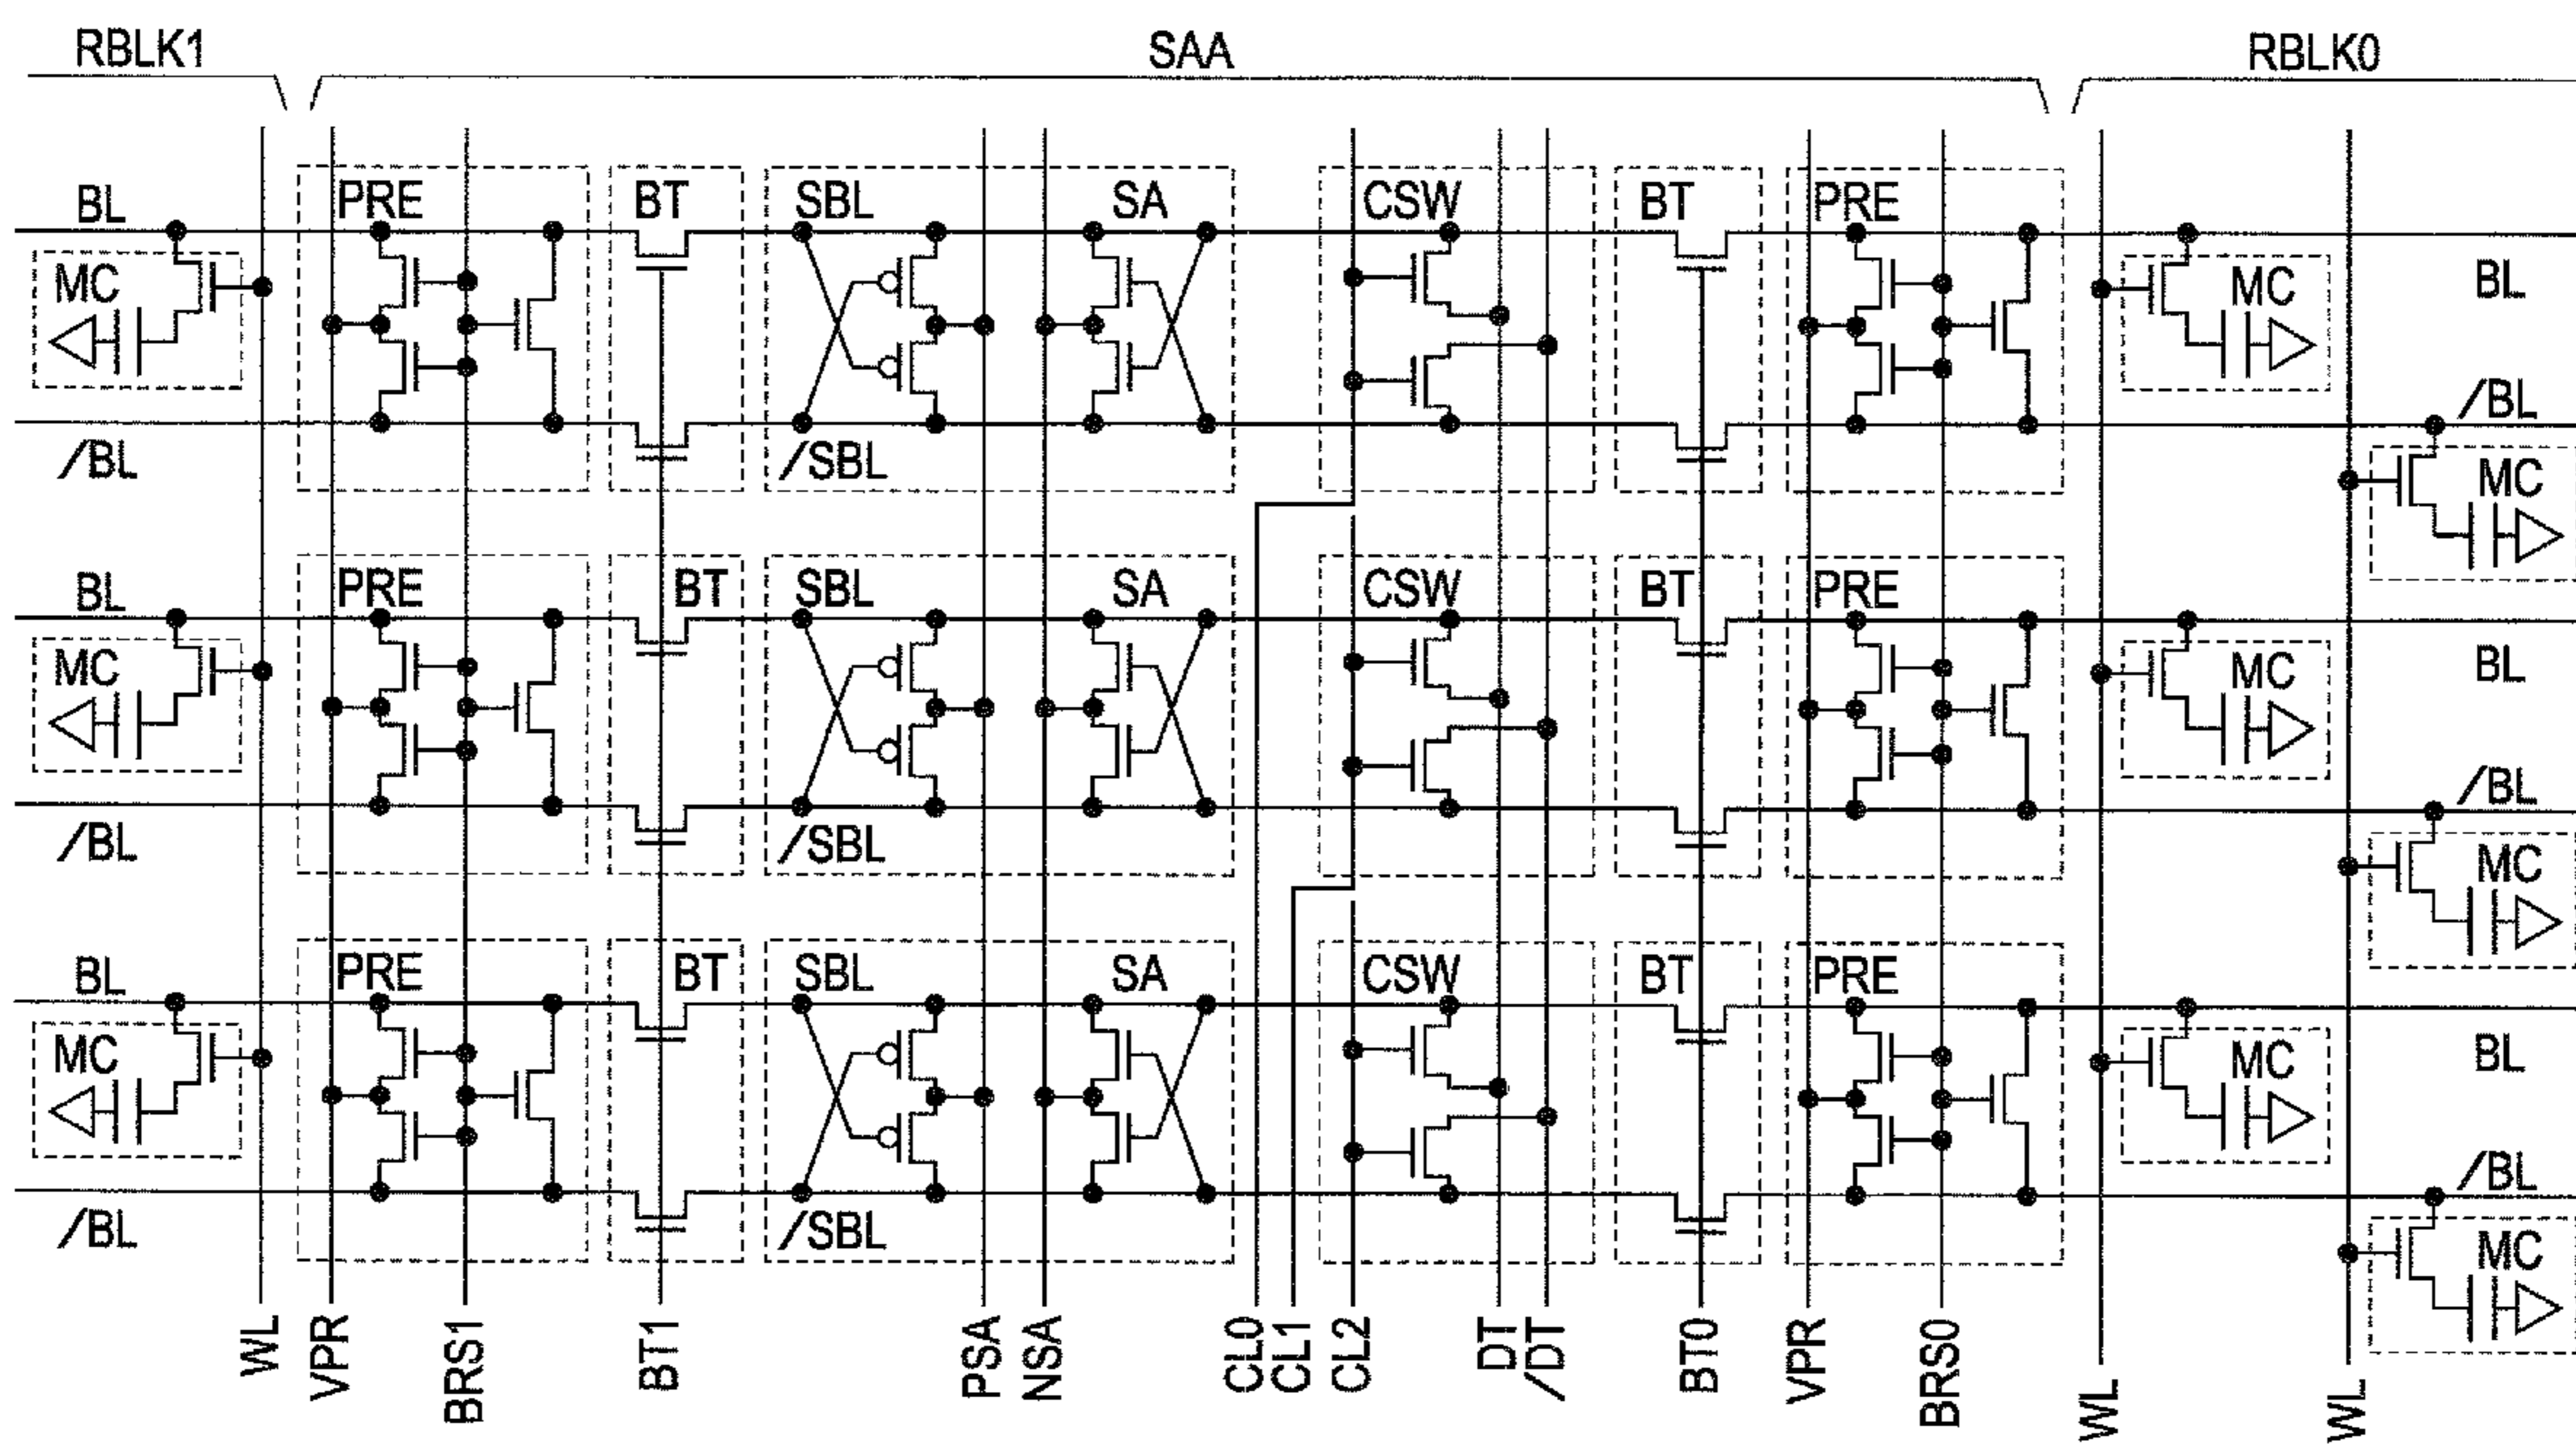 RBLK1 SAA RBLK0
BL PRE BT SBL SA CSW BT PRE
MC MC BL
/BL
/BL /SBL MC
BL PRE BT SBL SA CSW BT PRE
MC MC BL
/BL
/BL /SBL MC
BL PRE BT SBL SA CSW BT PRE
MC MC BL
/BL
/BL /SBL MC
WL VPR BRS1 BT1 PSA NSA CL0 CL1 CL2 DT /DT BT0 VPR BRS0 WL WL